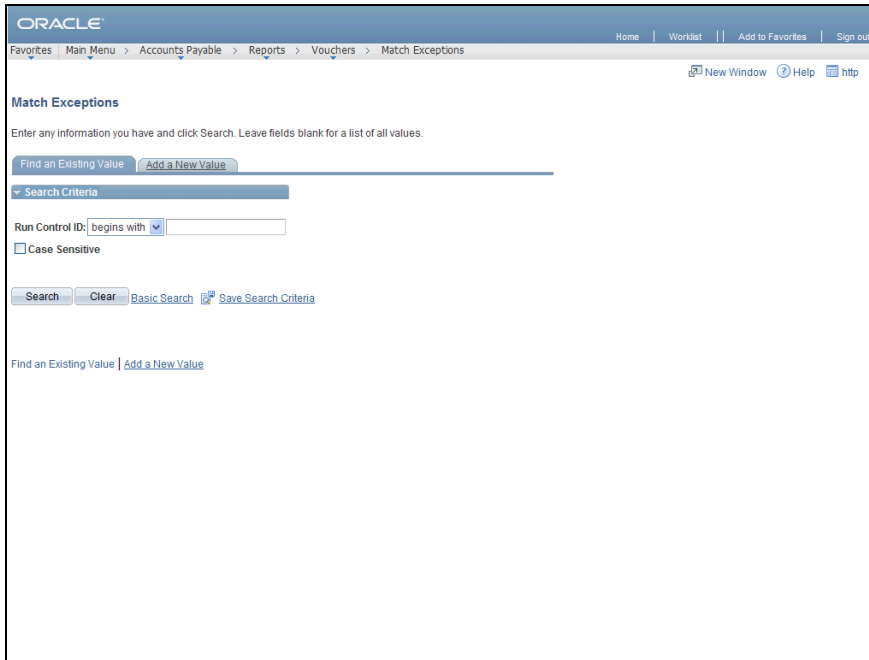 ORACLE
Home | Worklist || Add to Favorites | Sign out
Favorites | Main Menu > Accounts Payable > Reports > Vouchers > Match Exceptions
New Window Help http
Match Exceptions
Enter any information you have and click Search. Leave fields blank for a list of all values.
Find an Existing Value Add a New Value
Search Criteria
Run Control ID: begins with
Case Sensitive
Search Clear Basic Search Save Search Criteria
Find an Existing Value | Add a New Value